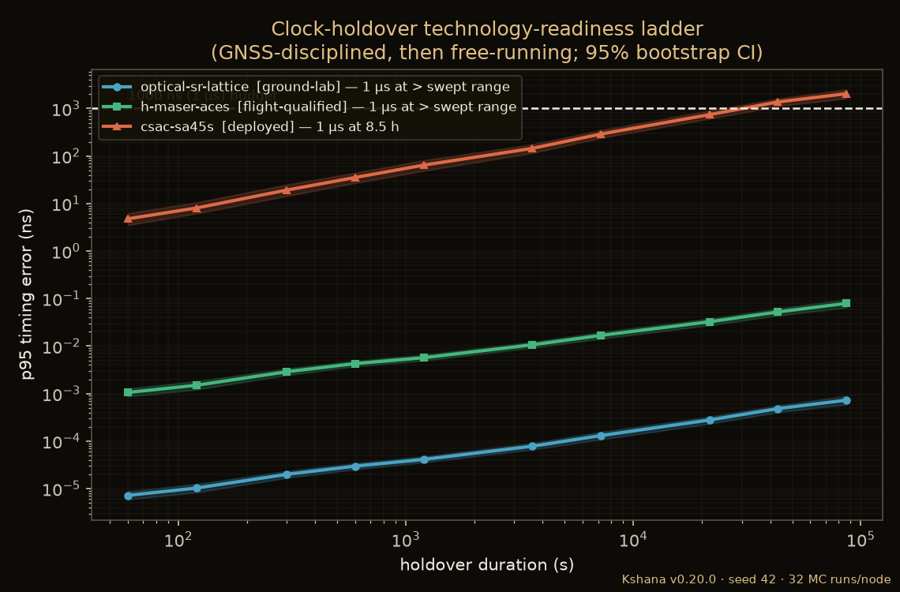 Clock-holdover technology-readiness ladder
(GNSS-disciplined, then free-running; 95% bootstrap CI)
optical-sr-lattice [ground-lab] — 1 µs at > swept range
h-maser-aces [flight-qualified] — 1 µs at > swept range
csac-sa45s [deployed] — 1 µs at 8.5 h
p95 timing error (ns)
10³
10²
10¹
10⁰
10⁻¹
10⁻²
10⁻³
10⁻⁴
10⁻⁵
10² 10³ 10⁴ 10⁵
holdover duration (s)
Kshana v0.20.0 · seed 42 · 32 MC runs/node